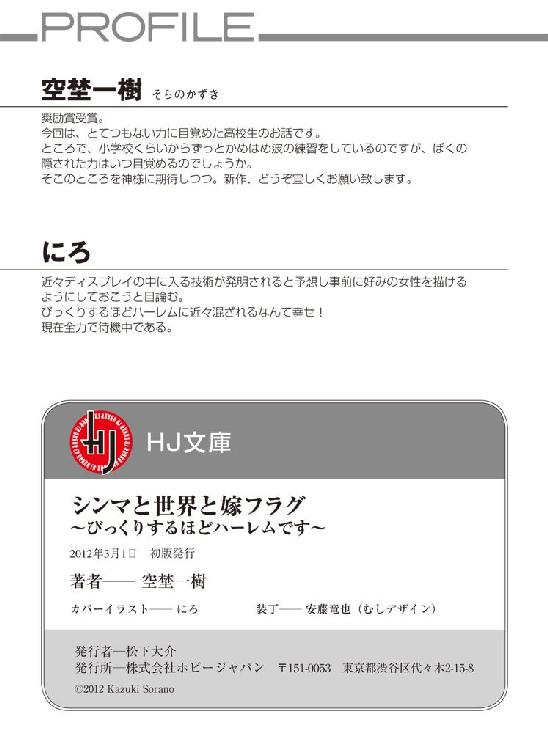 PROFILE
空埜一樹 そらのかずき
奨励賞受賞。
今回は、とてつもない力に目覚めた高校生のお話です。
ところで、小学校くらいからずっとかめはめ波の練習をしているのですが、ぼくの
隠された力はいつ目覚めるのでしょうか。
そこのところを神様に期待しつつ。新作、どうぞ宜しくお願い致します。
にろ
近々ディスプレイの中に入る技術が発明されると予想し事前に好みの女性を描ける
ようにしておこうと目論む。
びっくりするほどハーレムに近々混ざれるなんて幸せ!
現在全力で待機中である。
HJ HJ文庫
シンマと世界と嫁フラグ
～びっくりするほどハーレムです～
2012年3月1日 初版発行
著者── 空埜一樹
カバーイラスト── にろ 装丁── 安藤竜也(むしデザイン)
発行者―松下大介
発行所―株式会社ホビージャパン 〒151-0053 東京都渋谷区代々木2-15-8
©2012 Kazuki Sorano